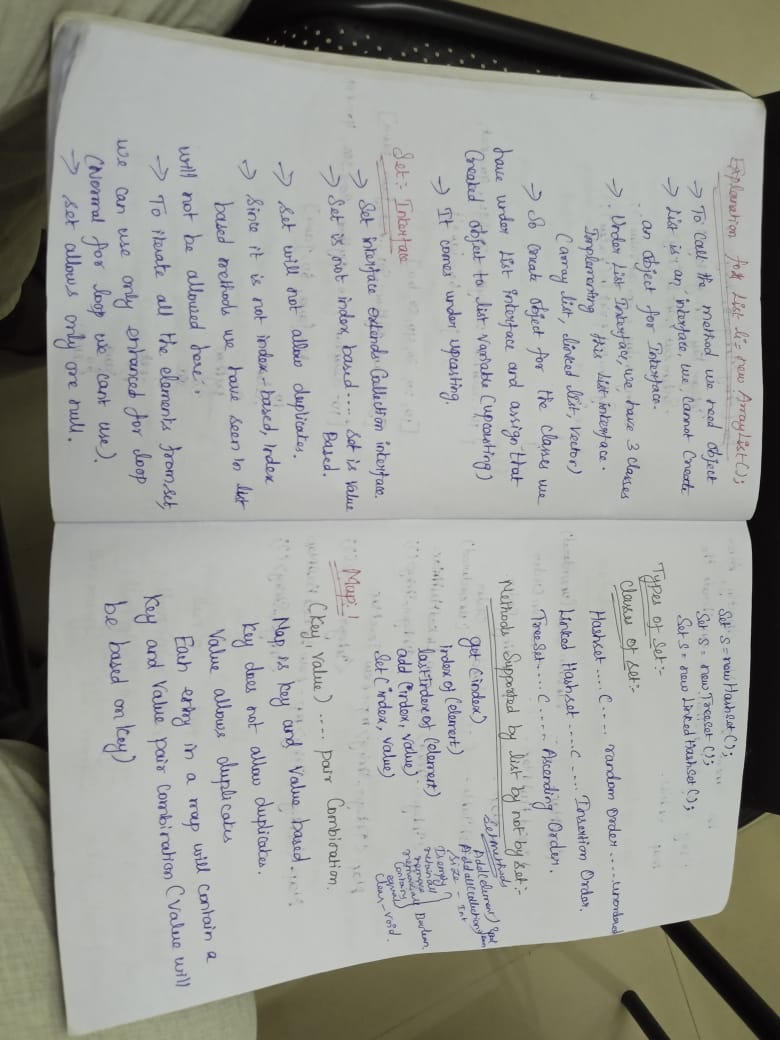 Explanation for List li = new ArrayList();
→ To call the method we need object
→ List is an interface, we cannot Create
an object for Interface.
→ Under List Interface, we have 3 classes
Implementing this List interface.
(array list, linked list, vector)
→ So Create object for the classes we
have under List interface and assign that
Created object to list variable (upcasting)
→ It comes under upcasting.
Set:- Interface
→ Set interface extends Collection interface.
→ Set is not index based.... Set is value
Based.
→ Set will not allow duplicates.
→ Since it is not index-based, Index
based methods we have seen in list
will not be allowed here.
→ To iterate all the elements from set,
we can use only enhanced for loop
(Normal for loop we cant use).
→ Set allows only one null.
Set s = new Hashset ();
Set s = new Treeset ();
Set s = new Linked Hashset ();
Types of Set:-
classes of set:-
Hashset .... C .... random Order ..... unordered
Linked Hashset .... C .... Insertion Order.
TreeSet .... C .... Ascending Order.
Methods Supported by list by not by set:-
get (index)
index of (element)
last index of (element)
add (index, value)
Set (index, value)
Set methods
Add(element)
Add all(collection)
Size - Int
Is empty
retain all
remove
remove all
Contains
equal
Boolean
Clear - void.
Map: !
(Key, value) .... pair Combination.
Map is key and value based..
Key does not allow duplicates.
Value allows duplicates
Each entry in a map will contain a
key and value pair combination (value will
be based on key)